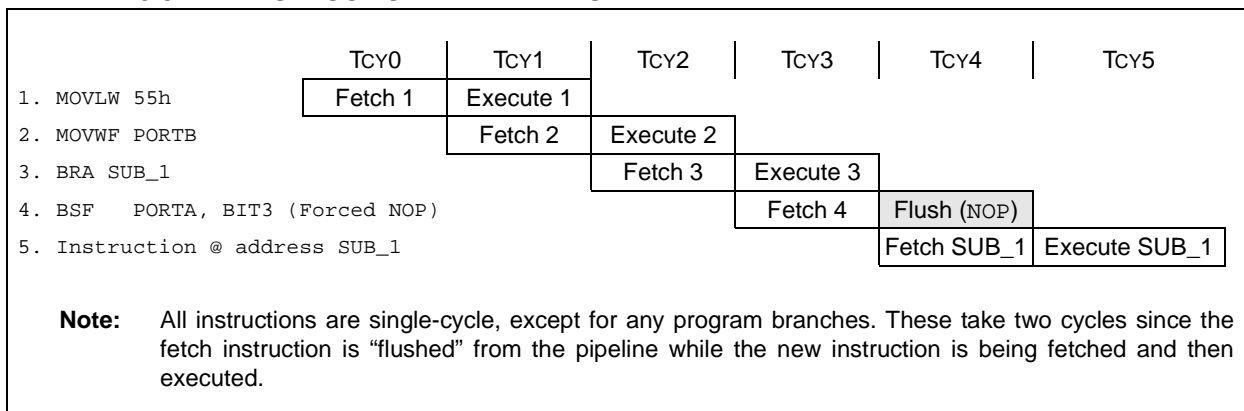 TCY0 TCY1 TCY2 TCY3 TCY4 TCY5
1. MOVLW 55h Fetch 1 Execute 1
2. MOVWF PORTB Fetch 2 Execute 2
3. BRA SUB_1 Fetch 3 Execute 3
4. BSF PORTA, BIT3 (Forced NOP) Fetch 4 Flush (NOP)
5. Instruction @ address SUB_1 Fetch SUB_1 Execute SUB_1
Note: All instructions are single-cycle, except for any program branches. These take two cycles since the
fetch instruction is “flushed” from the pipeline while the new instruction is being fetched and then
executed.